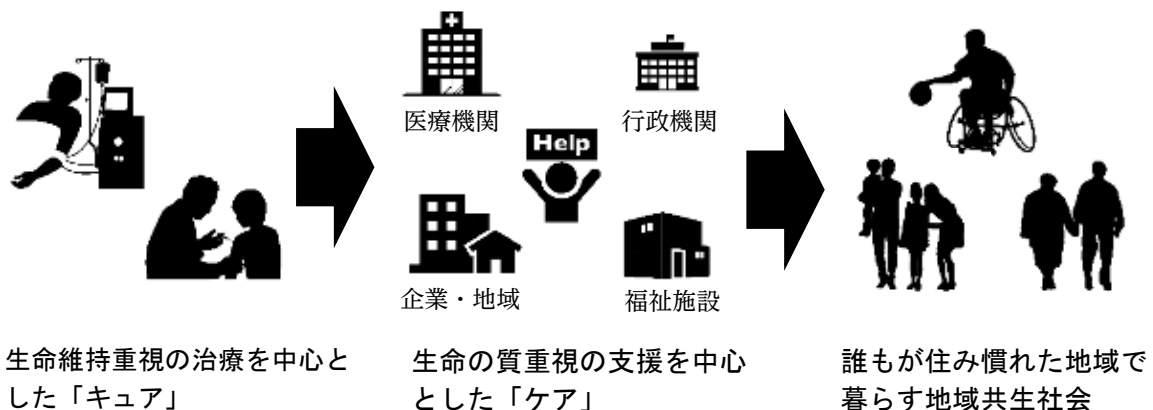 医療機関
行政機関
Help
企業・地域
福祉施設
生命維持重視の治療を中心と
した「キュア」
生命の質重視の支援を中心
とした「ケア」
誰もが住み慣れた地域で
暮らす地域共生社会